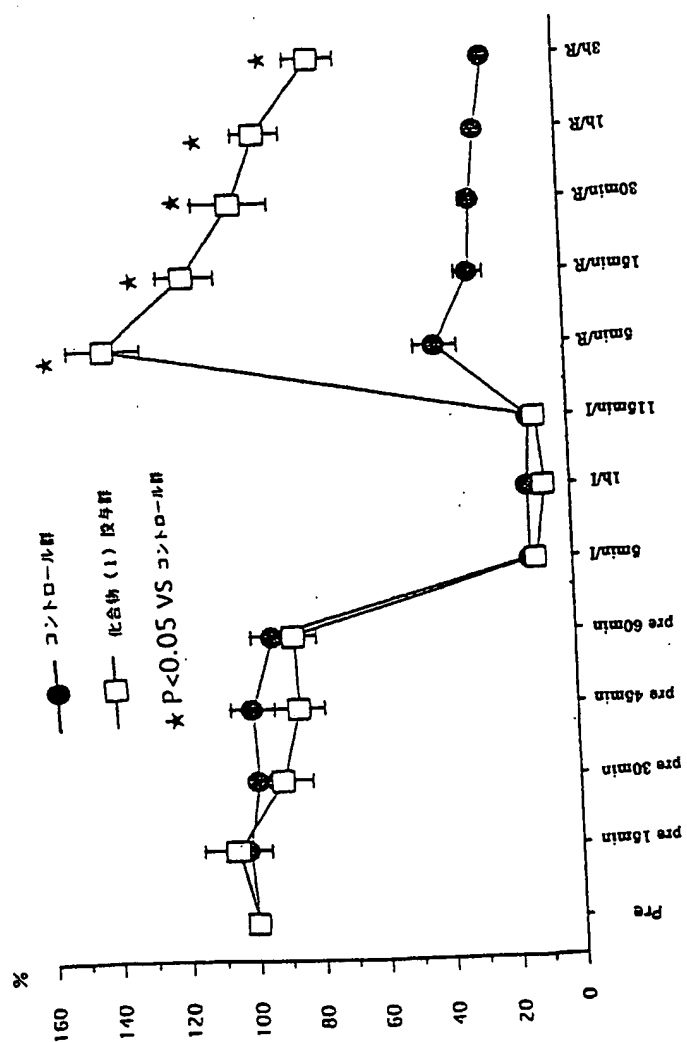 %
160
140
120
100
80
60
40
20
0
コントロール群
化合物 (1) 投与群
★ P<0.05 VS コントロール群
Pre
pre 15min
pre 30min
pre 45min
pre 60min
5min/I
1h/I
115min/I
5min/R
15min/R
30min/R
1h/R
3h/R